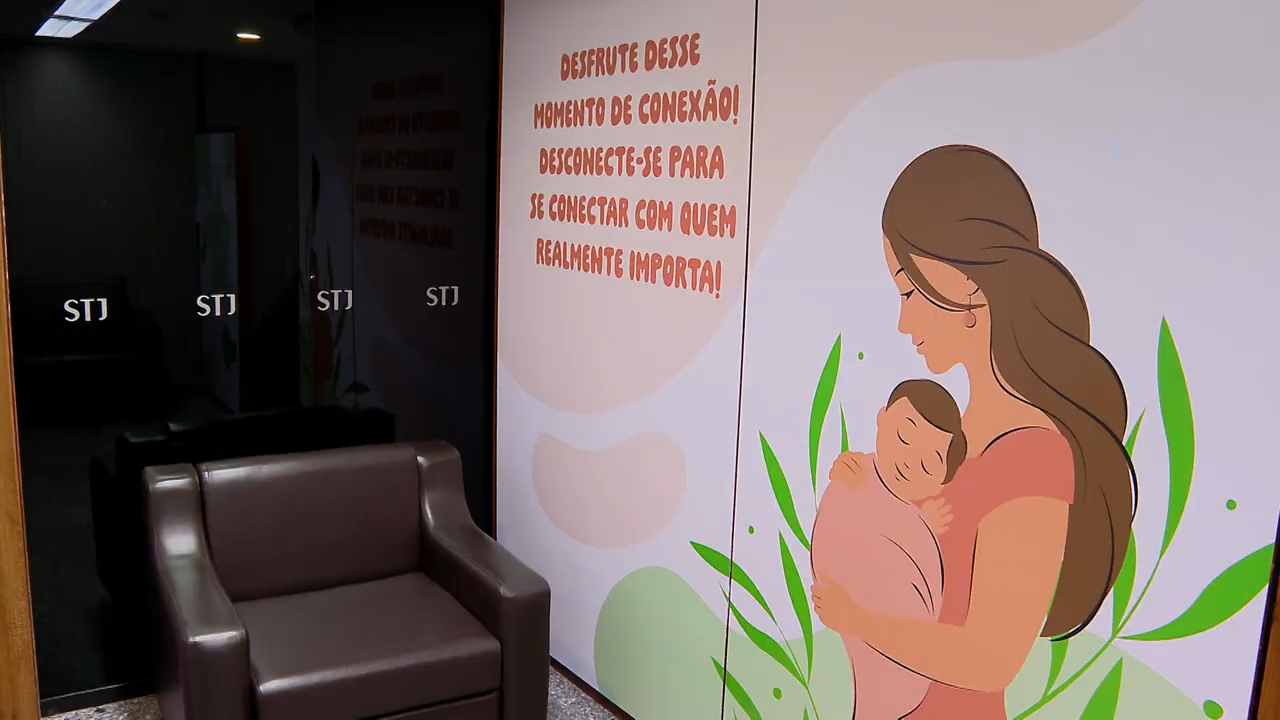 DESFRUTE DESSE
MOMENTO DE CONEXÃO!
DESCONECTE-SE PARA
SE CONECTAR COM QUEM
REALMENTE IMPORTA!
STJ
STJ
STJ
STJ